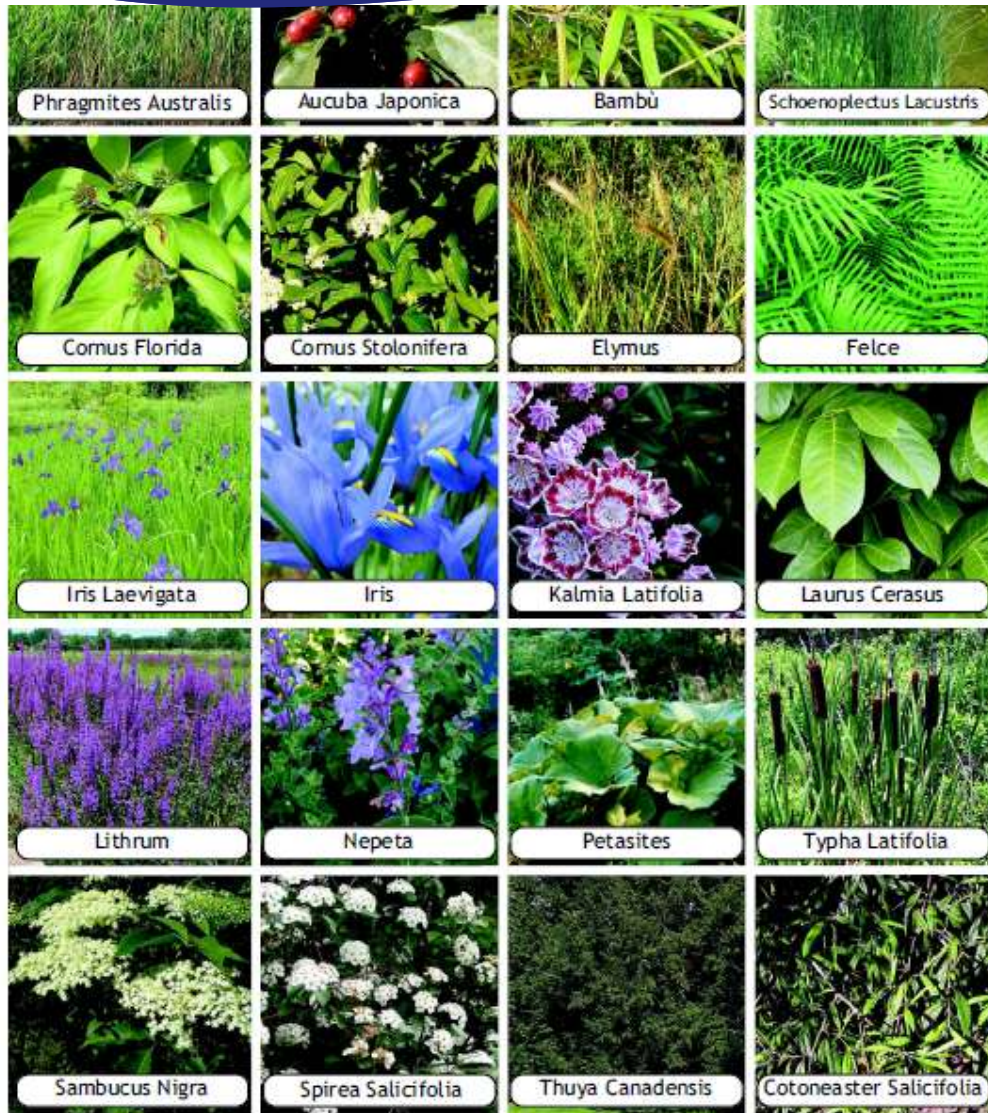 Phragmites Australis
Aucuba Japonica
Bambù
Schoenoplectus Lacustris
Cornus Florida
Cornus Stolonifera
Elymus
Felce
Iris Laevigata
Iris
Kalmia Latifolia
Laurus Cerasus
Lithrum
Nepeta
Petasites
Typha Latifolia
Sambucus Nigra
Spirea Salicifolia
Thuya Canadensis
Cotoneaster Salicifolia